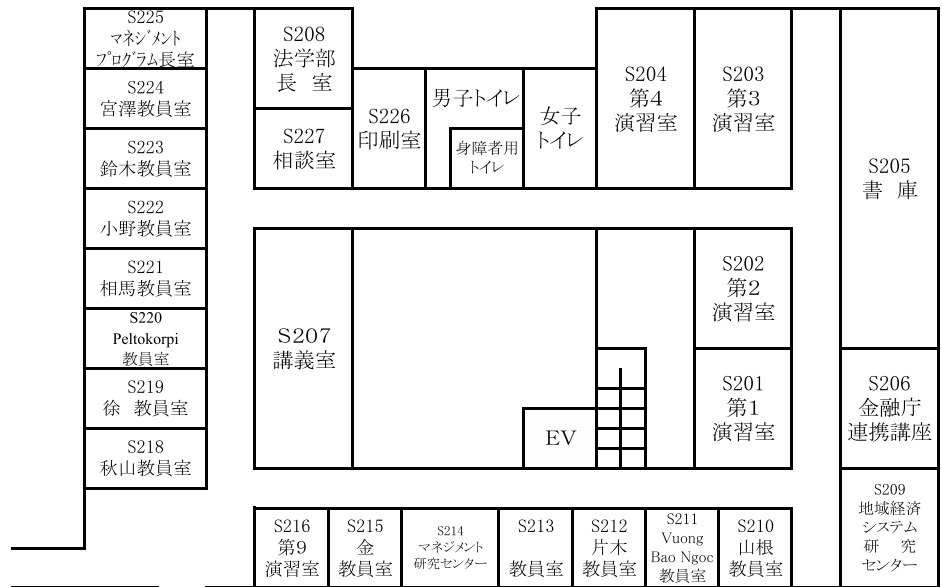 S225
マネジメント
プログラム長室
S224
宮澤教員室
S223
鈴木教員室
S222
小野教員室
S221
相馬教員室
S220
Peltokorpi
教員室
S219
徐 教員室
S218
秋山教員室
S208
法学部
長 室
S227
相談室
S226
印刷室
男子トイレ
身障者用
トイレ
女子
トイレ
S204
第4
演習室
S203
第3
演習室
S205
書 庫
S207
講義室
EV
S202
第2
演習室
S201
第1
演習室
S206
金融庁
連携講座
S209
地域経済
システム
研 究
センター
S216
第9
演習室
S215
金
教員室
S214
マネジメント
研究センター
S213
教員室
S212
片木
教員室
S211
Vuong
Bao Ngoc
教員室
S210
山根
教員室